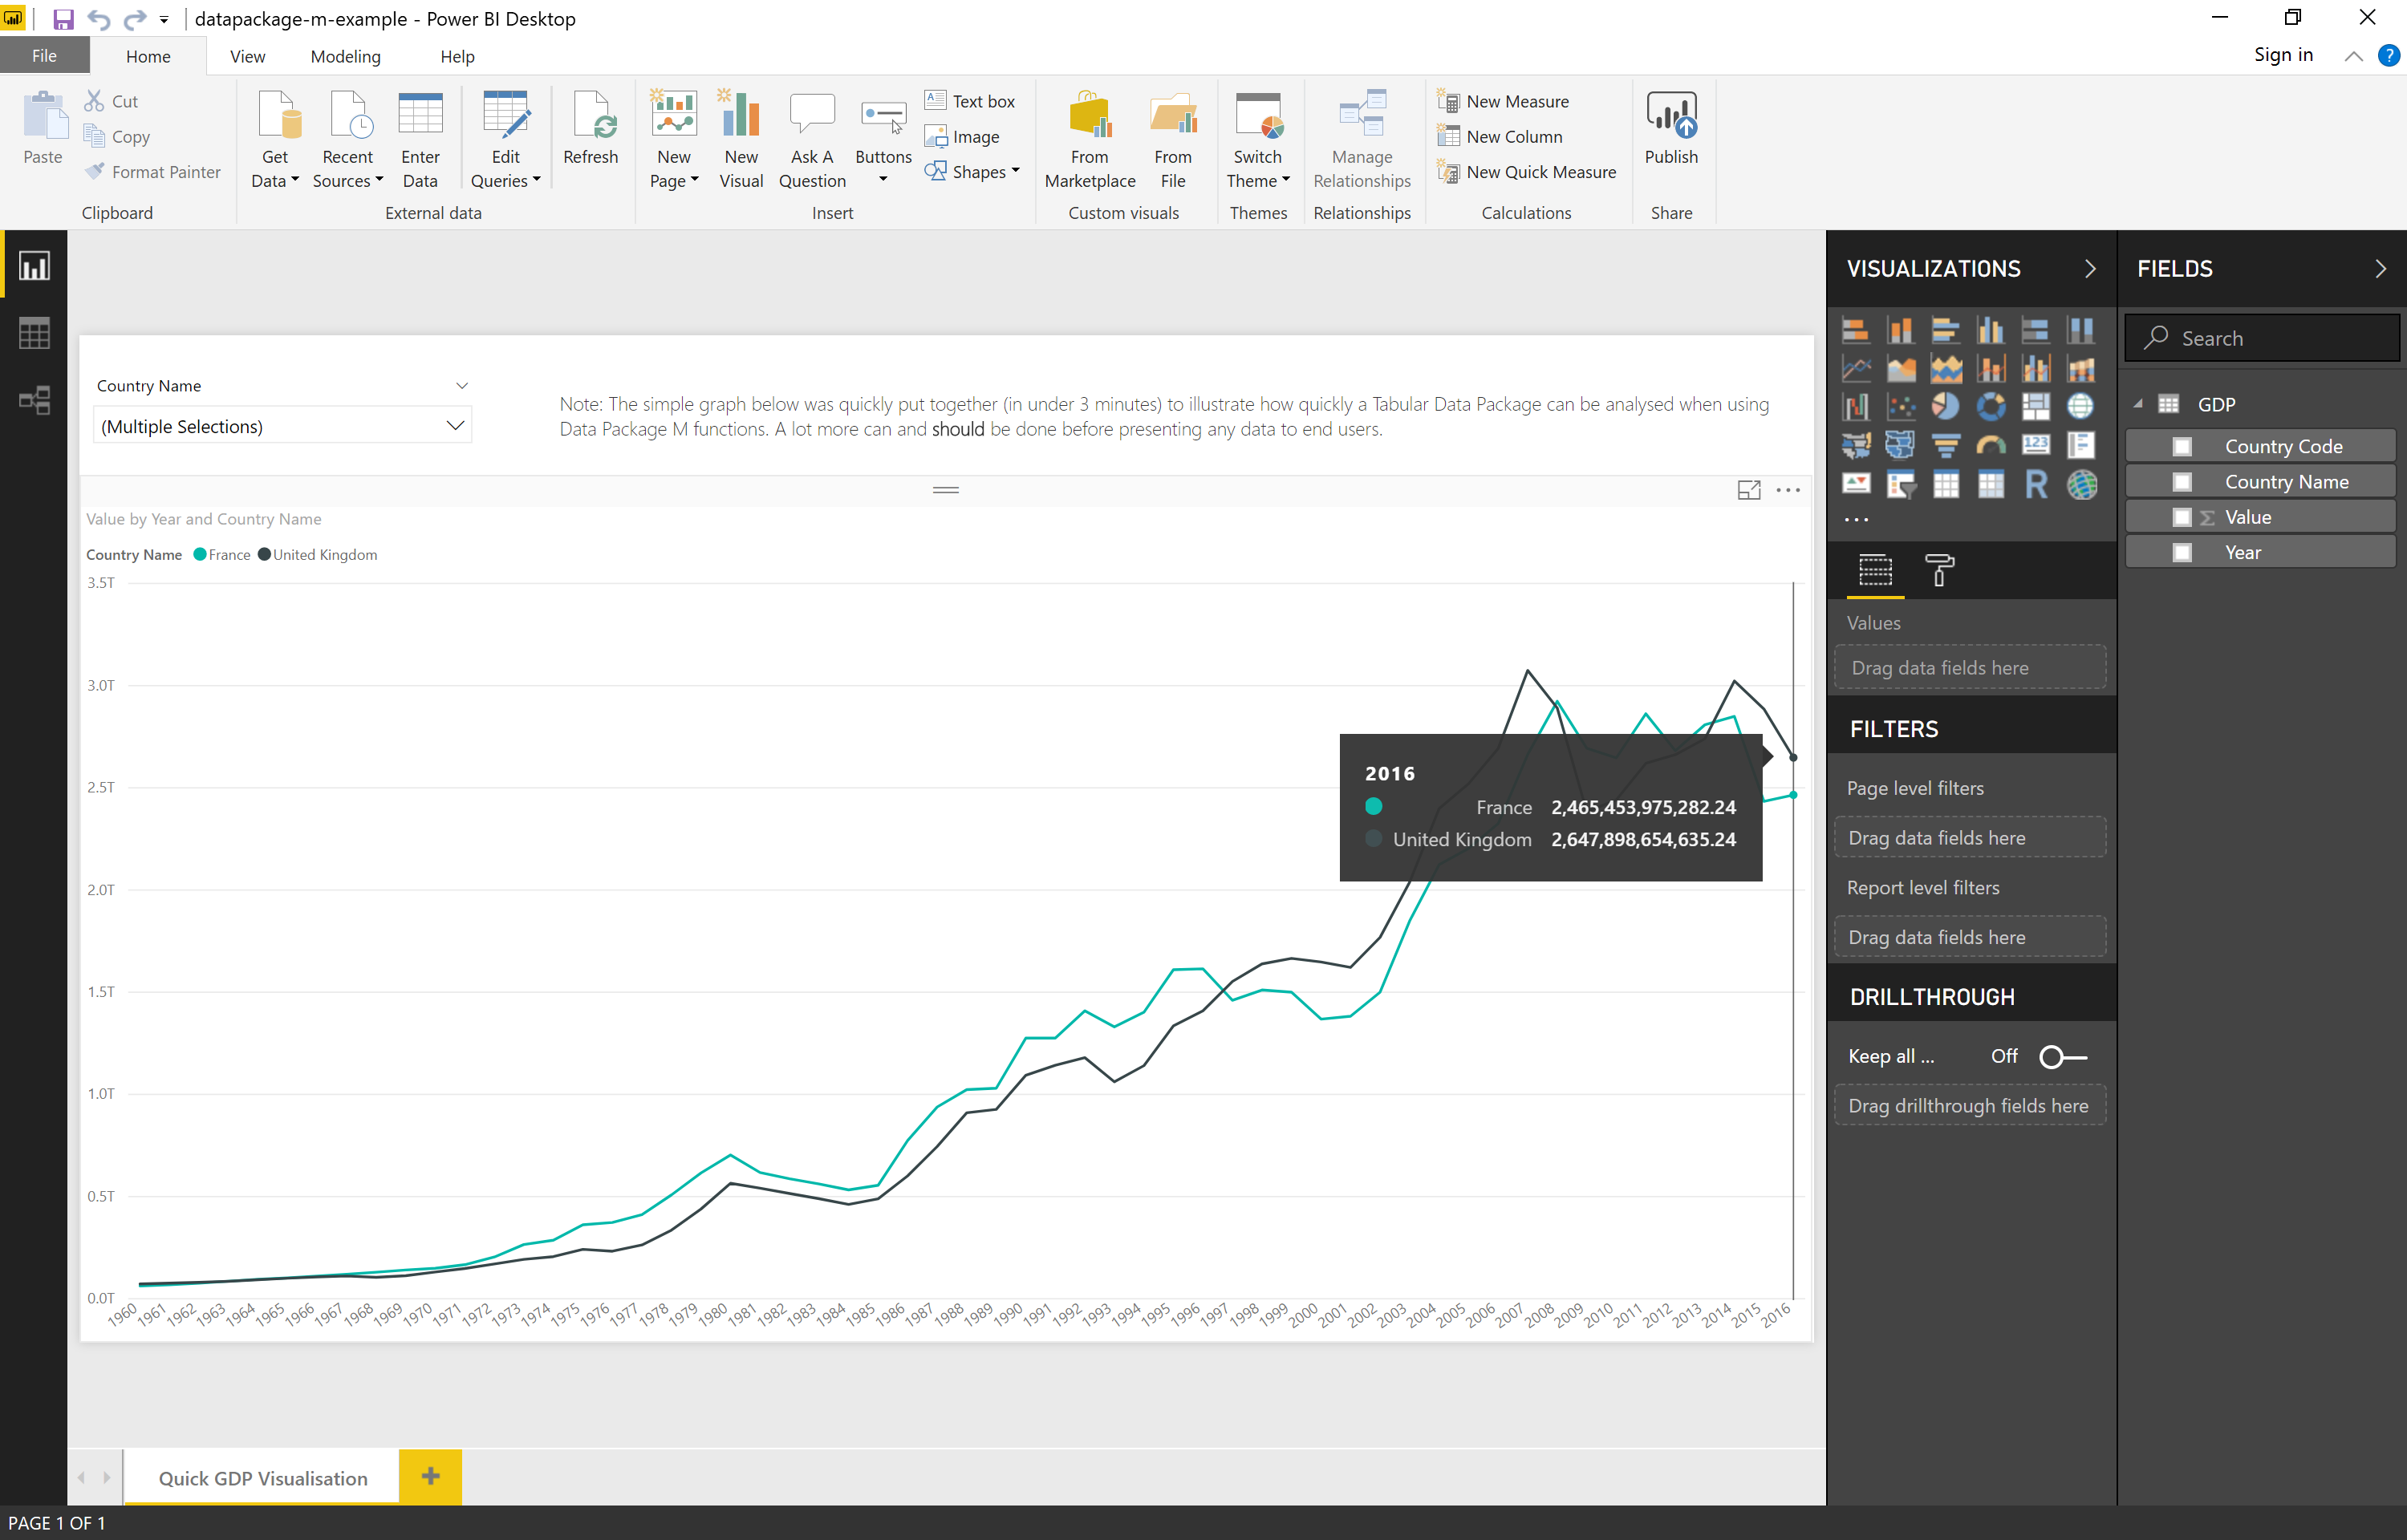 datapackage-m-example - Power BI Desktop
File Home View Modeling Help Sign in ?
Paste
Cut
Copy
Format Painter
Clipboard
Get Data
Recent Sources
Enter Data
Edit Queries
Refresh
External data
New Page
New Visual
Ask A Question
Buttons
Text box
Image
Shapes
Insert
From Marketplace
From File
Custom visuals
Switch Theme
Themes
Manage Relationships
Relationships
New Measure
New Column
New Quick Measure
Calculations
Publish
Share
Country Name
(Multiple Selections)
Note: The simple graph below was quickly put together (in under 3 minutes) to illustrate how quickly a Tabular Data Package can be analysed when using
Data Package M functions. A lot more can and should be done before presenting any data to end users.
Value by Year and Country Name
Country Name France United Kingdom
3.5T
3.0T
2.5T
2.0T
1.5T
1.0T
0.5T
0.0T
2016
France 2,465,453,975,282.24
United Kingdom 2,647,898,654,635.24
1960 1961 1962 1963 1964 1965 1966 1967 1968 1969 1970 1971 1972 1973 1974 1975 1976 1977 1978 1979 1980 1981 1982 1983 1984 1985 1986 1987 1988 1989 1990 1991 1992 1993 1994 1995 1996 1997 1998 1999 2000 2001 2002 2003 2004 2005 2006 2007 2008 2009 2010 2011 2012 2013 2014 2015 2016
VISUALIZATIONS
123
R
Values
Drag data fields here
FILTERS
Page level filters
Drag data fields here
Report level filters
Drag data fields here
DRILLTHROUGH
Keep all ... Off
Drag drillthrough fields here
FIELDS
Search
GDP
Country Code
Country Name
Σ Value
Year
Quick GDP Visualisation
PAGE 1 OF 1